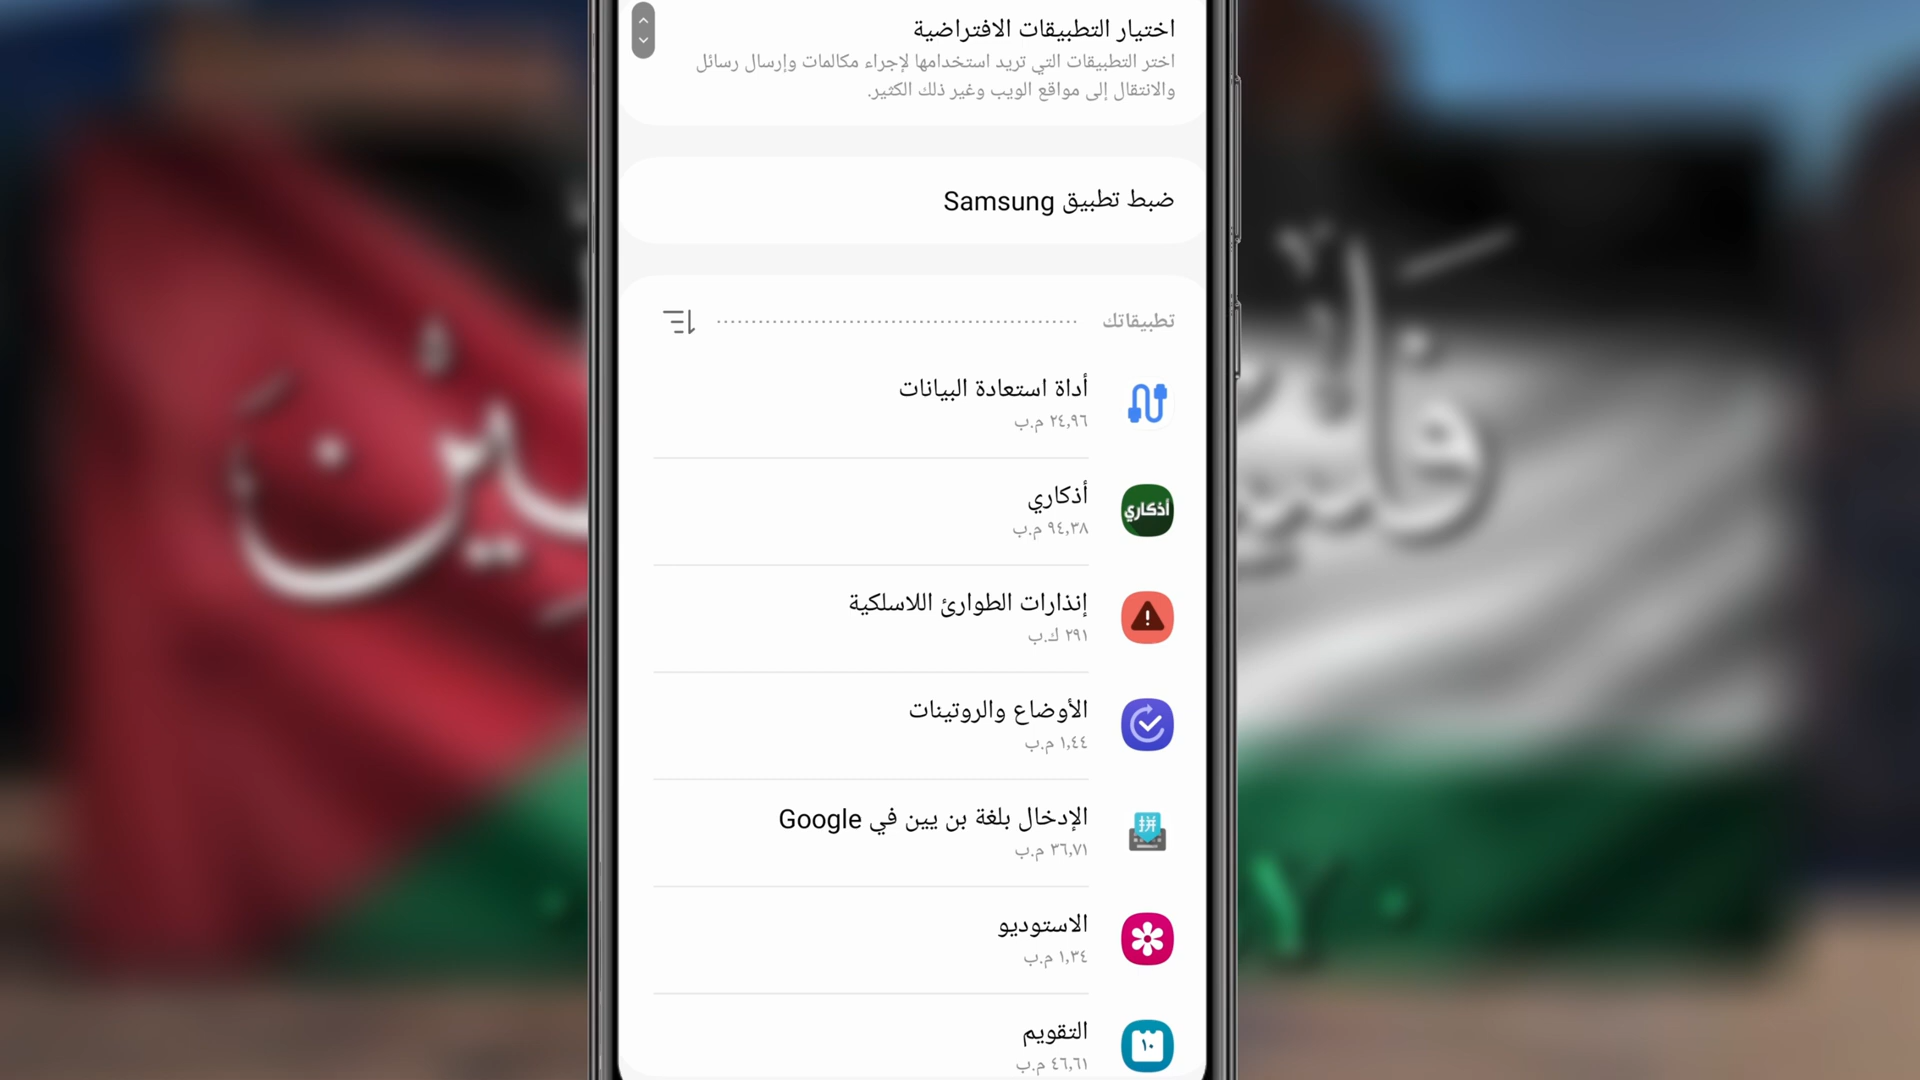 اختيار التطبيقات الافتراضية
اختر التطبيقات التي تريد استخدامها لإجراء مكالمات وإرسال رسائل
والانتقال إلى مواقع الويب وغير ذلك الكثير.
ضبط تطبيق Samsung
تطبيقاتك
أداة استعادة البيانات
٢٤,٩٦ م.ب
أذكاري
أذكاري
٩٤,٣٨ م.ب
إنذارات الطوارئ اللاسلكية
٢٩١ ك.ب
الأوضاع والروتينات
١,٤٤ م.ب
الإدخال بلغة بن يين في Google
拼
٣٦,٧١ م.ب
الاستوديو
١,٣٤ م.ب
التقويم
١٠
٤٦,٦١ م.ب